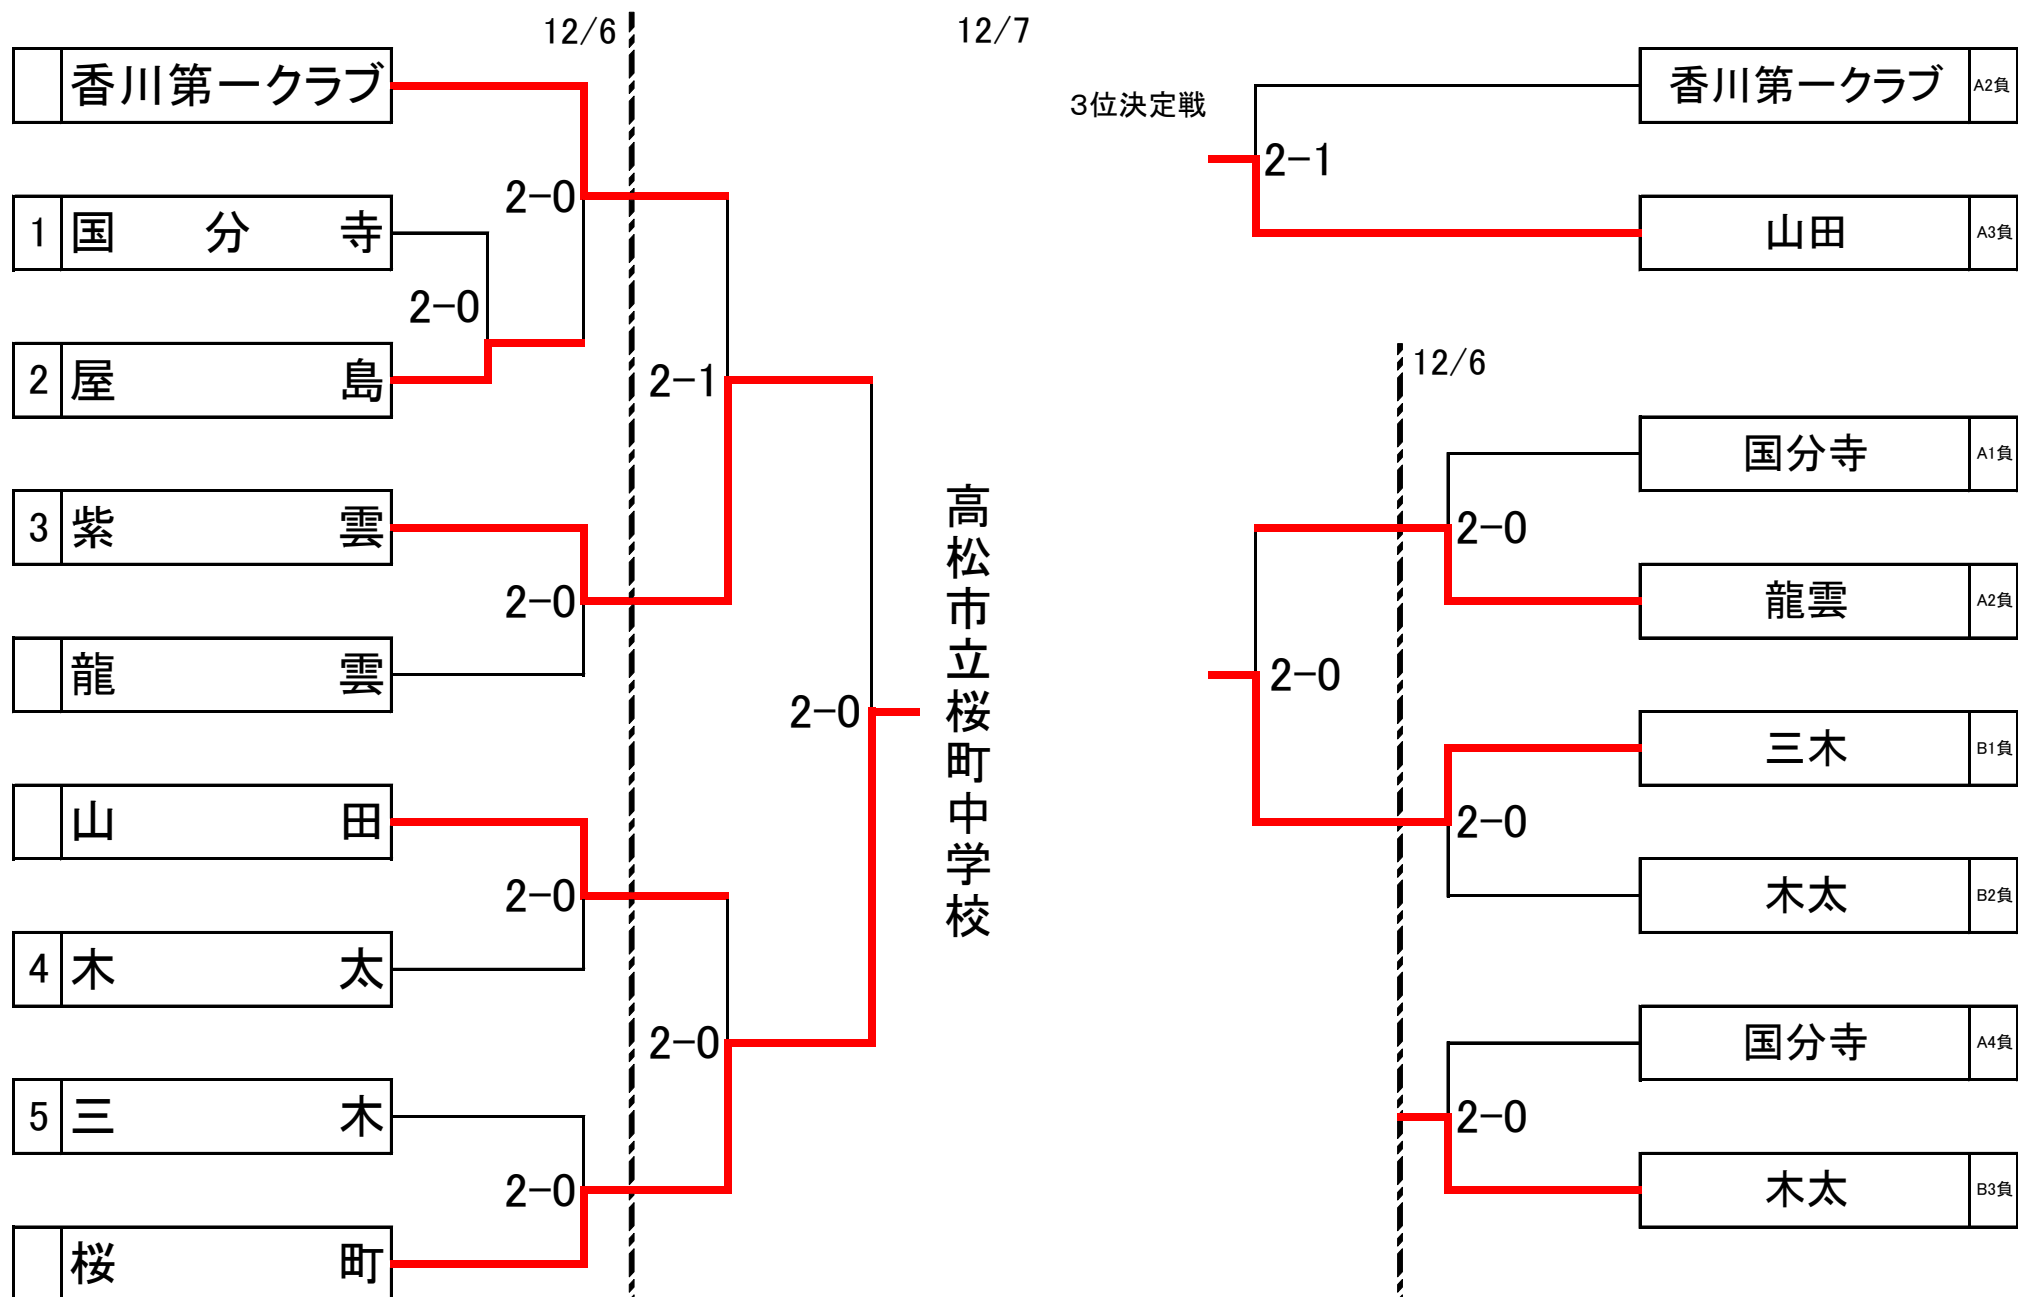 12/6
12/7
香川第一クラブ
1 国分寺
2 屋島
3 紫雲
龍雲
山田
4 木太
5 三木
桜町
2-0
2-0
2-0
2-0
2-0
2-1
2-0
2-0
高松市立桜町中学校
3位決定戦
香川第一クラブ A2負
2-1
山田 A3負
12/6
国分寺 A1負
2-0
龍雲 A2負
2-0
三木 B1負
2-0
木太 B2負
国分寺 A4負
2-0
木太 B3負